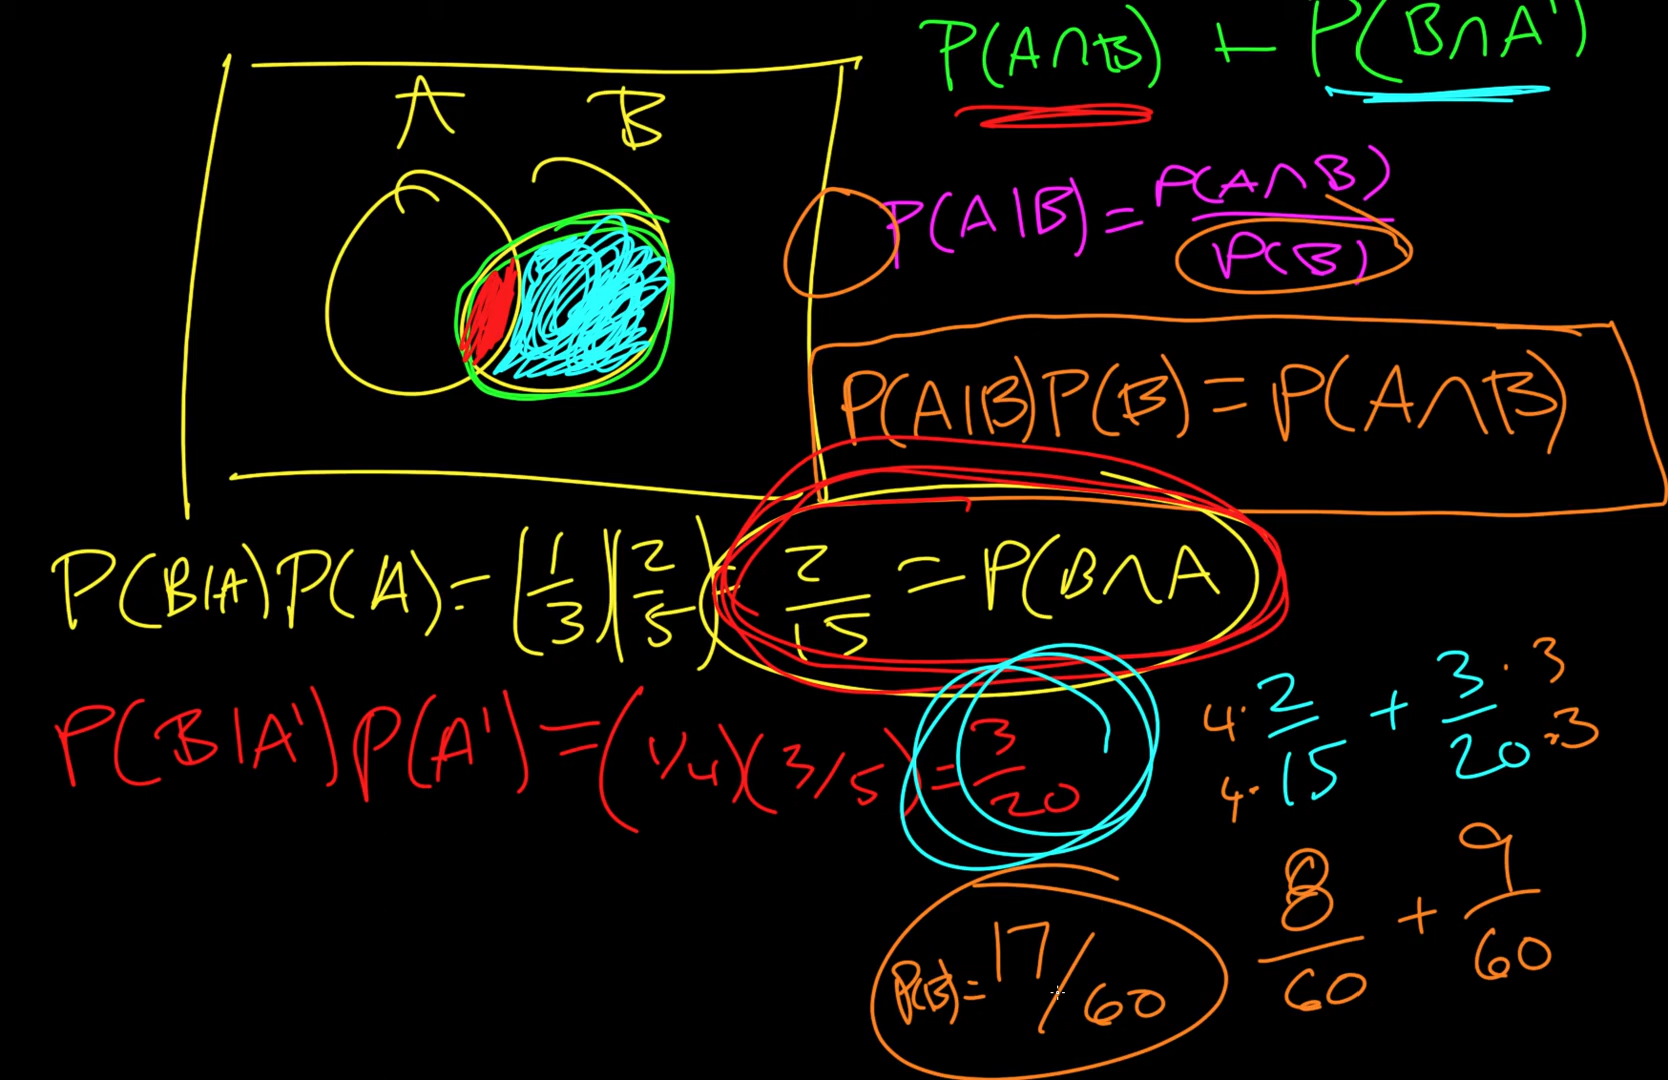 P(A∩B) + P(B∩A')
A B
P(A|B) = P(A∩B) / P(B)
P(A|B)P(B) = P(A∩B)
P(B|A)P(A) = (1/3)(2/5) = 2/15 = P(B∩A
P(B|A')P(A') = (1/4)(3/5) = 3/20
4· 2/15 4· + 3/20 ·3 ·3
8/60 + 9/60
P(B) = 17/60